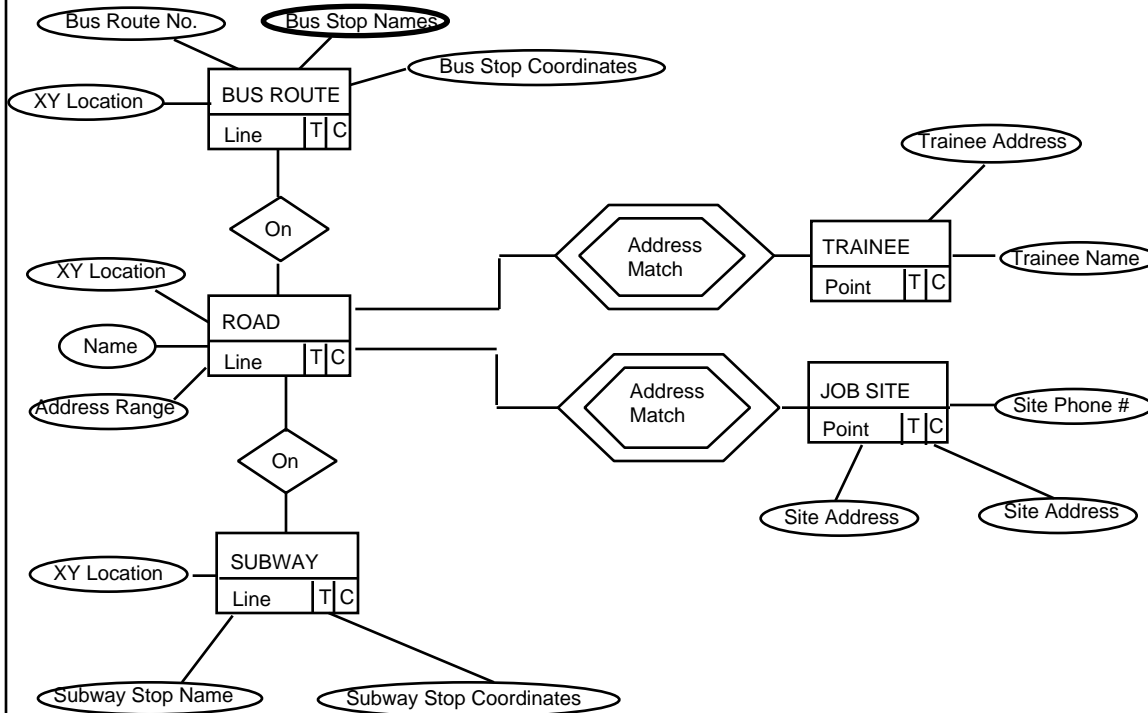 Bus Route No.
Bus Stop Names
Bus Stop Coordinates
XY Location
BUS ROUTE
Line T C
On
XY Location
Name
Address Range
ROAD
Line T C
Address
Match
TRAINEE
Point T C
Trainee Address
Trainee Name
Address
Match
JOB SITE
Point T C
Site Phone #
Site Address
Site Address
On
XY Location
SUBWAY
Line T C
Subway Stop Name
Subway Stop Coordinates